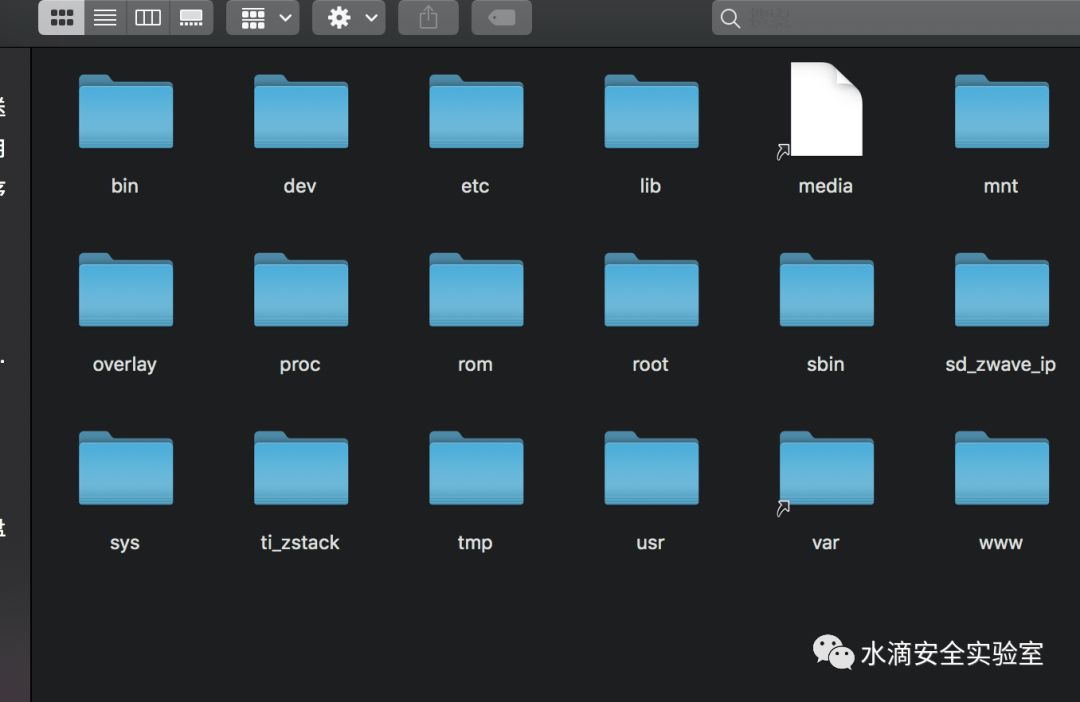 bin
dev
etc
lib
media
mnt
overlay
proc
rom
root
sbin
sd_zwave_ip
sys
ti_zstack
tmp
usr
var
www
水滴安全实验室